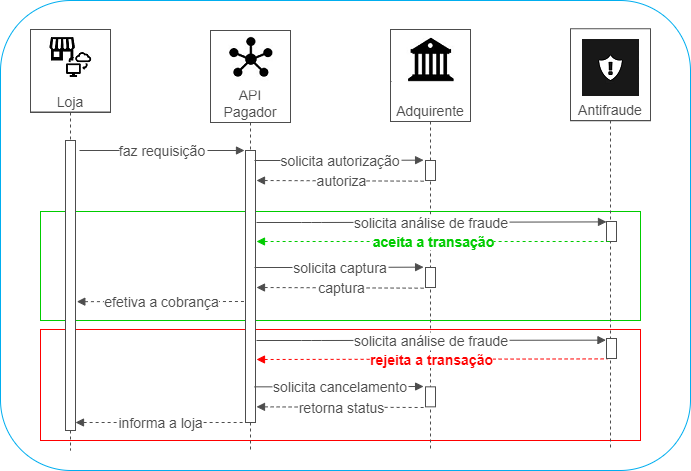 Loja
API
Pagador
Adquirente
Antifraude
faz requisição
solicita autorização
autoriza
solicita análise de fraude
aceita a transação
solicita captura
captura
efetiva a cobrança
solicita análise de fraude
rejeita a transação
solicita cancelamento
retorna status
informa a loja